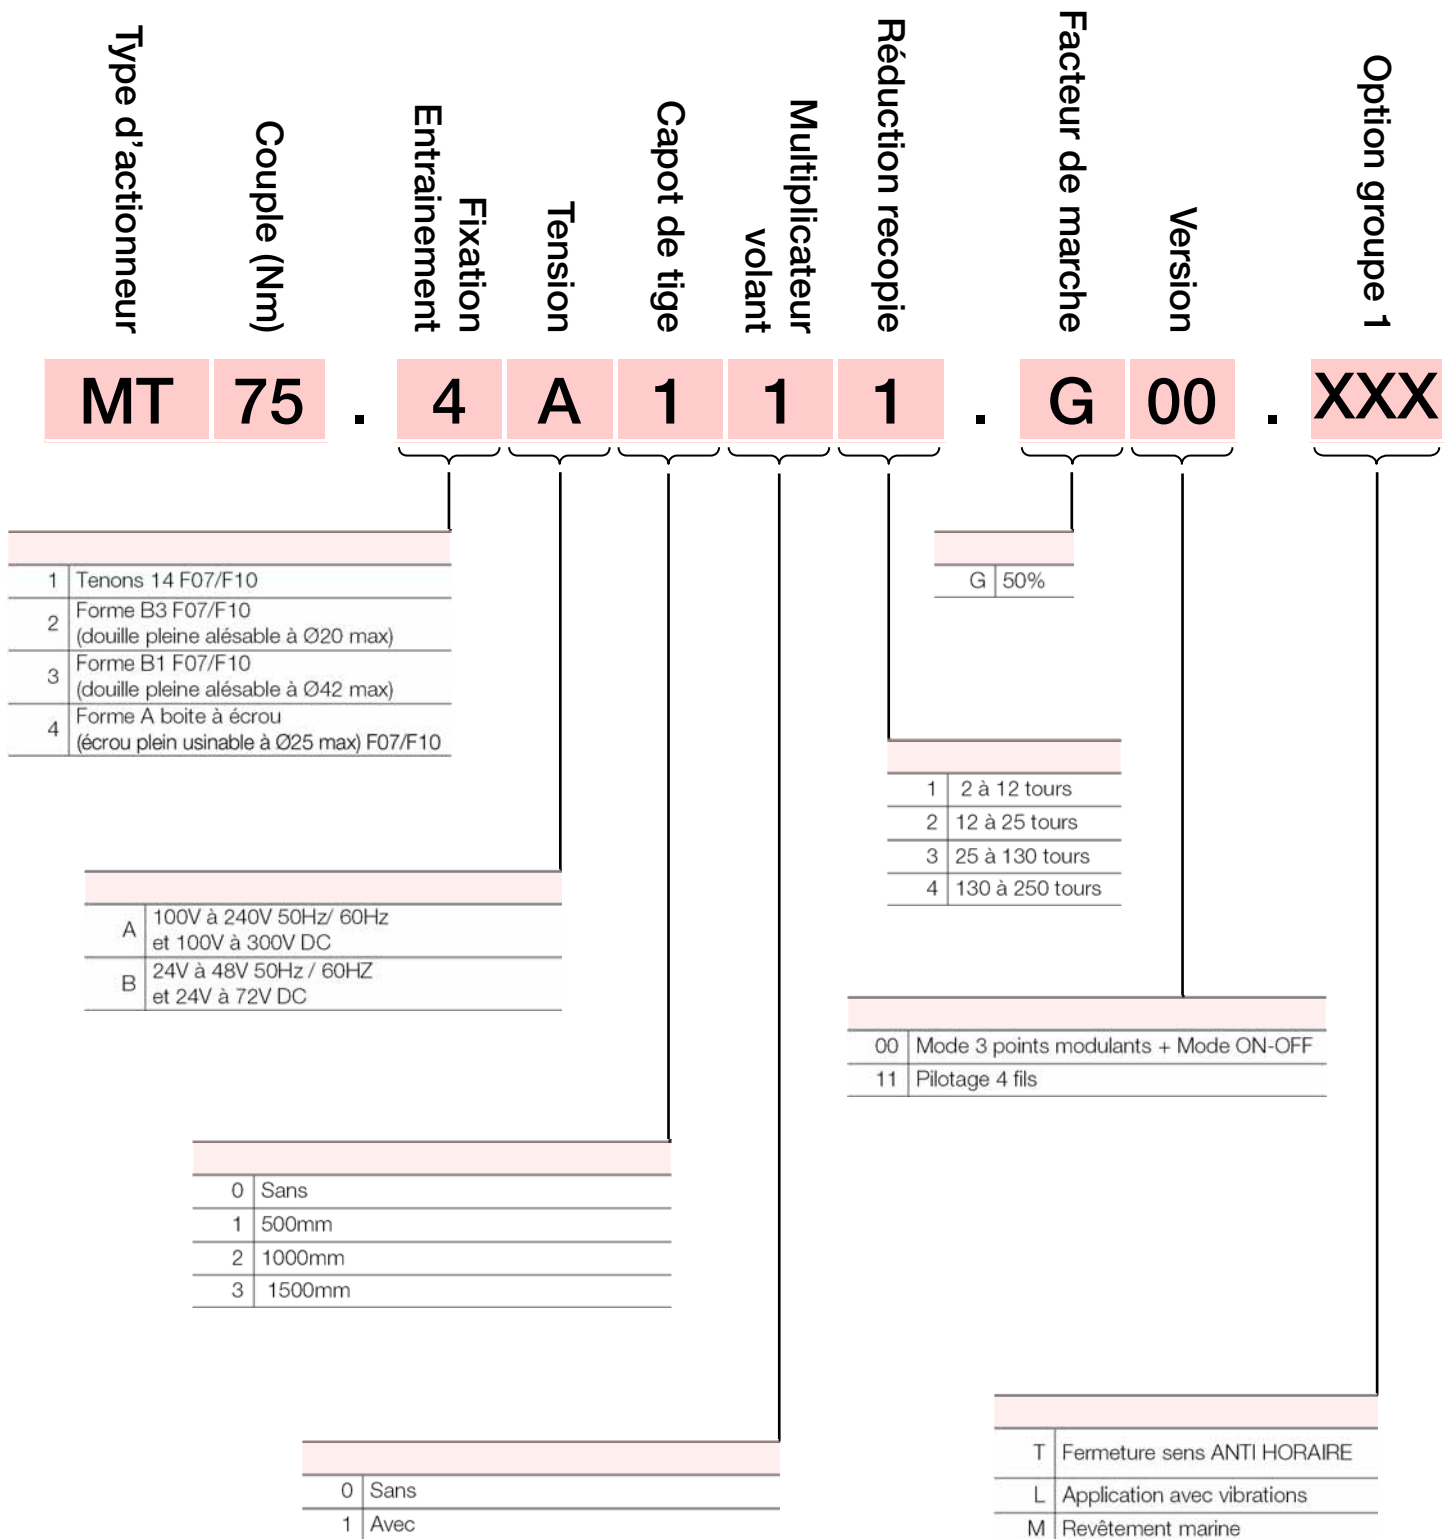 Type d'actionneur
Couple (Nm)
Fixation
Entrainement
Tension
Capot de tige
Multiplicateur
volant
Réduction recopie
Facteur de marche
Version
Option groupe 1
MT 75 . 4 A 1 1 1 . G 00 . XXX
1 Tenons 14 F07/F10
2 Forme B3 F07/F10
(douille pleine alésable à Ø20 max)
3 Forme B1 F07/F10
(douille pleine alésable à Ø42 max)
4 Forme A boite à écrou
(écrou plein usinable à Ø25 max) F07/F10
G 50%
1 2 à 12 tours
2 12 à 25 tours
3 25 à 130 tours
4 130 à 250 tours
A 100V à 240V 50Hz/ 60Hz
et 100V à 300V DC
B 24V à 48V 50Hz / 60HZ
et 24V à 72V DC
00 Mode 3 points modulants + Mode ON-OFF
11 Pilotage 4 fils
0 Sans
1 500mm
2 1000mm
3 1500mm
0 Sans
1 Avec
T Fermeture sens ANTI HORAIRE
L Application avec vibrations
M Revêtement marine